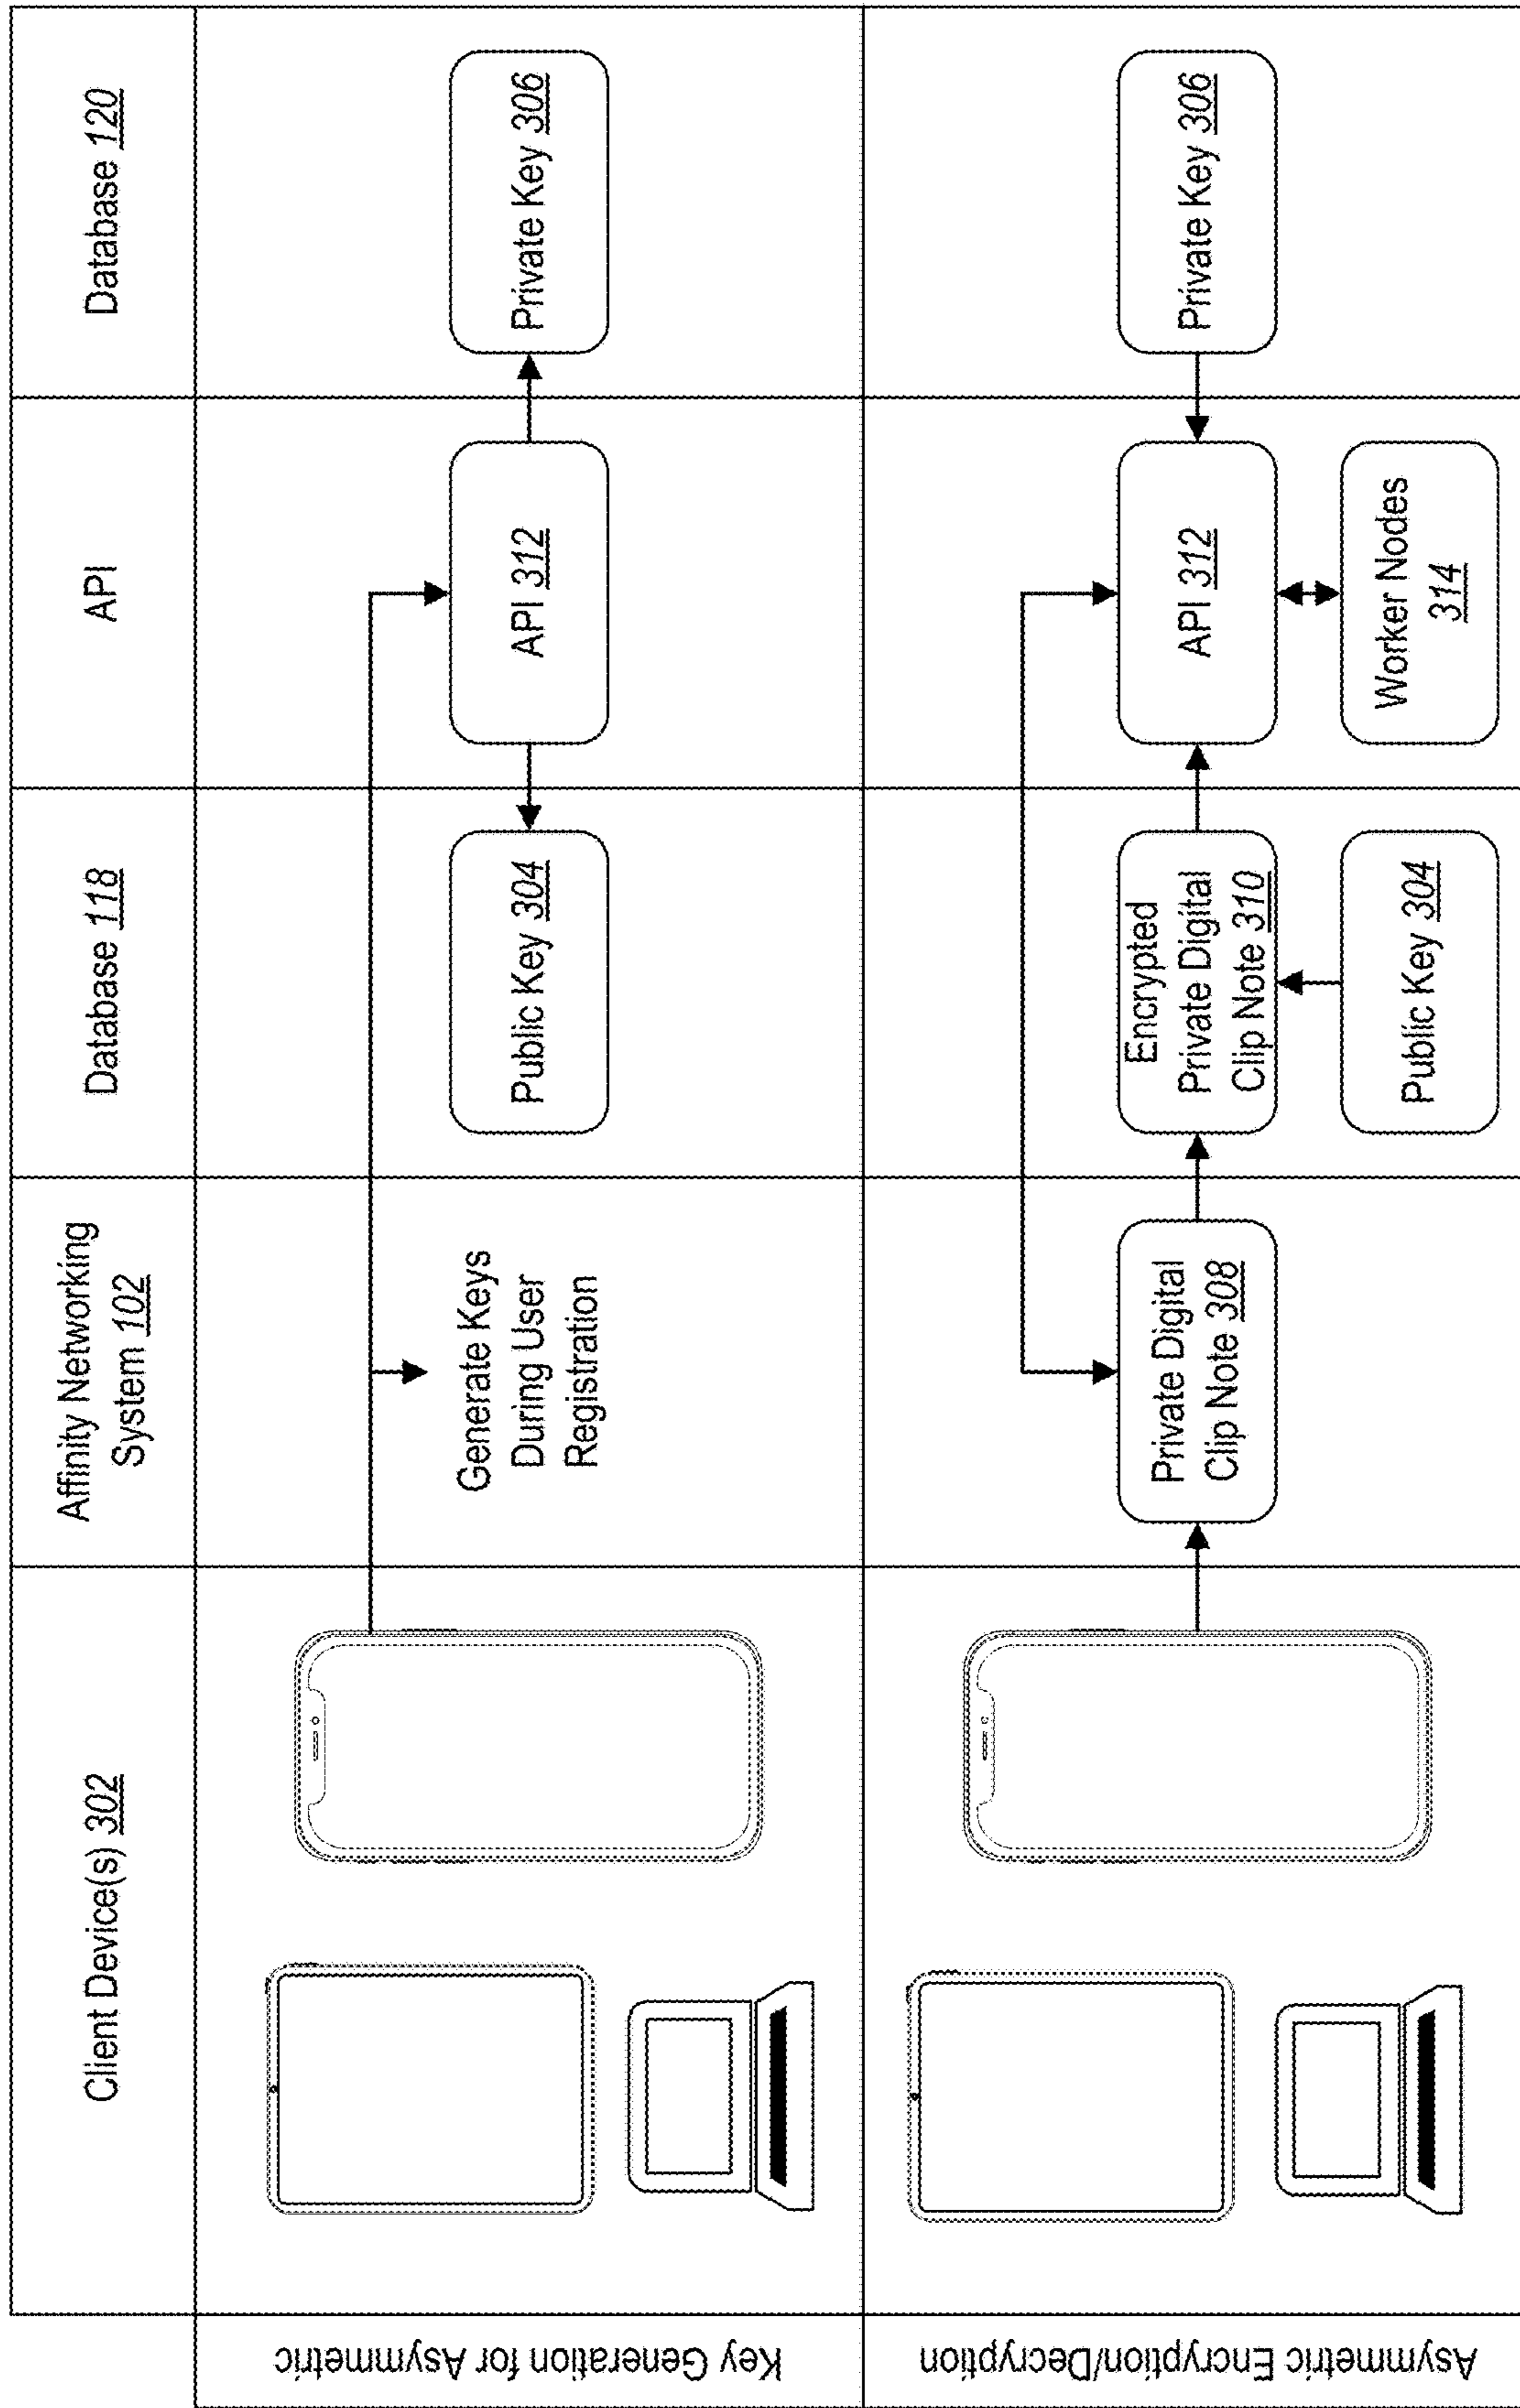 Client Device(s) 302
Affinity Networking
System 102
Database 118
API
Database 120
Key Generation for Asymmetric
Generate Keys
During User
Registration
Public Key 304
API 312
Private Key 306
Asymmetric Encryption/Decryption
Private Digital
Clip Note 308
Encrypted
Private Digital
Clip Note 310
Public Key 304
API 312
Worker Nodes
314
Private Key 306